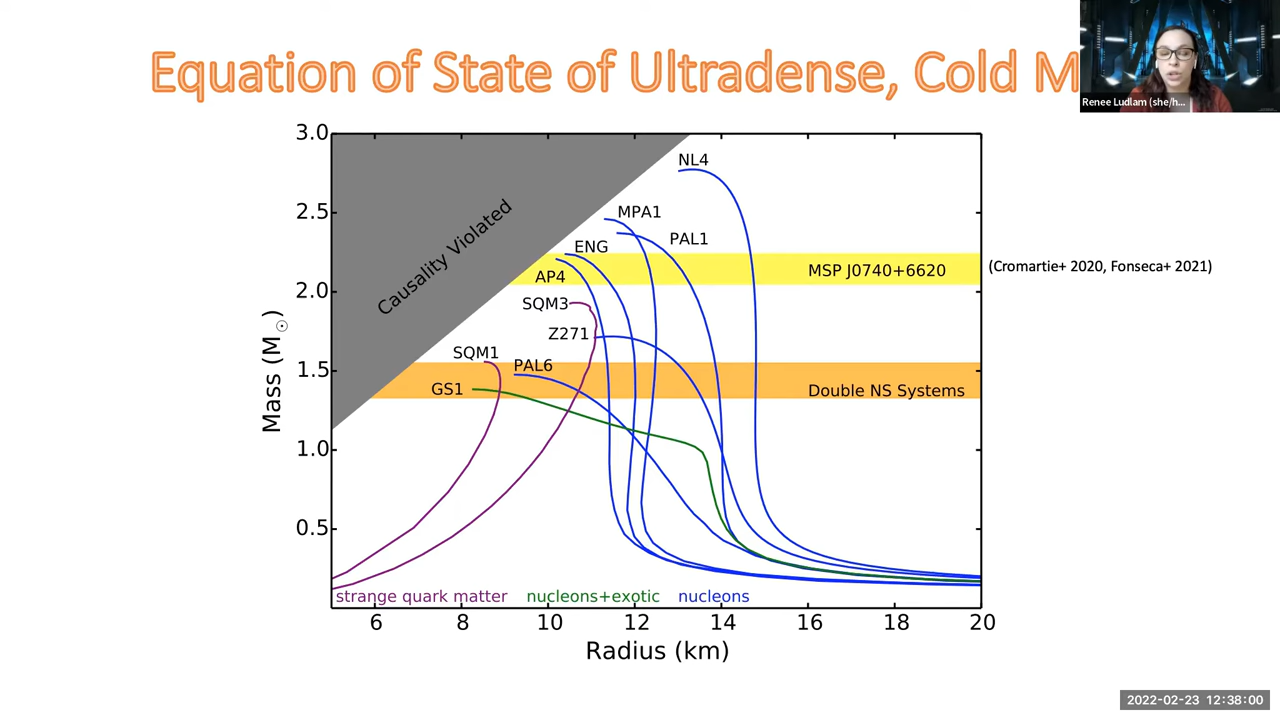 Equation of State of Ultradense, Cold M
Renee Ludlam (she/h...
3.0
2.5
2.0
1.5
1.0
0.5
Mass (M☉)
Causality Violated
NL4
MPA1
PAL1
ENG
AP4
MSP J0740+6620
(Cromartie+ 2020, Fonseca+ 2021)
SQM3
Z271
SQM1
PAL6
GS1
Double NS Systems
strange quark matter nucleons+exotic nucleons
6 8 10 12 14 16 18 20
Radius (km)
2022-02-23 12:38:00